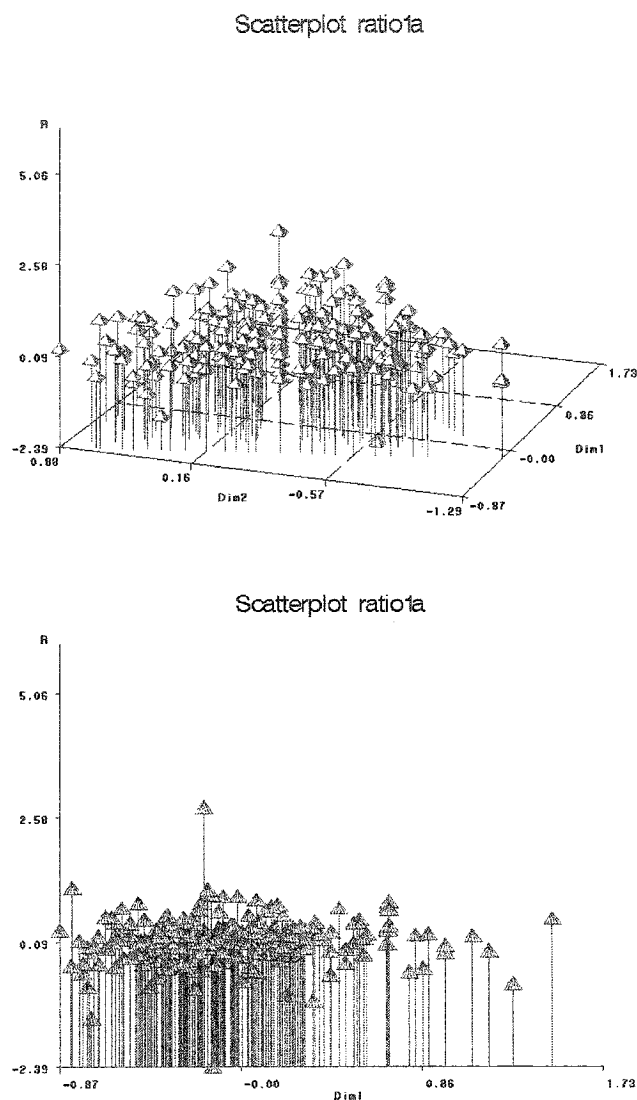 Scatterplot ratio1a
R
5.06
2.58
0.09
-2.39
0.88
0.16
Dim2
-0.57
-1.29
-0.87
-0.00
Dim1
0.86
1.73
Scatterplot ratio1a
R
5.06
2.58
0.09
-2.39
-0.87
-0.00
Dim1
0.86
1.73